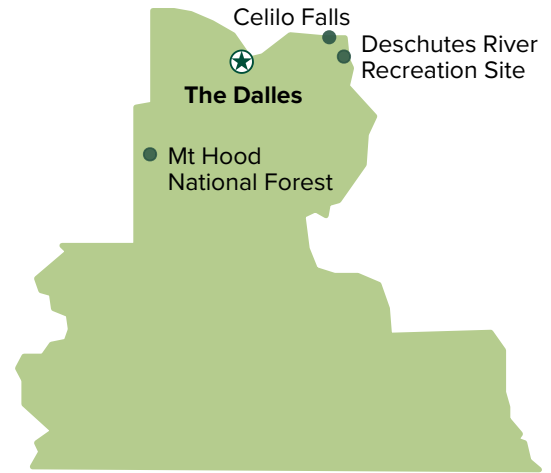 Celilo Falls
Deschutes River
Recreation Site
The Dalles
Mt Hood
National Forest